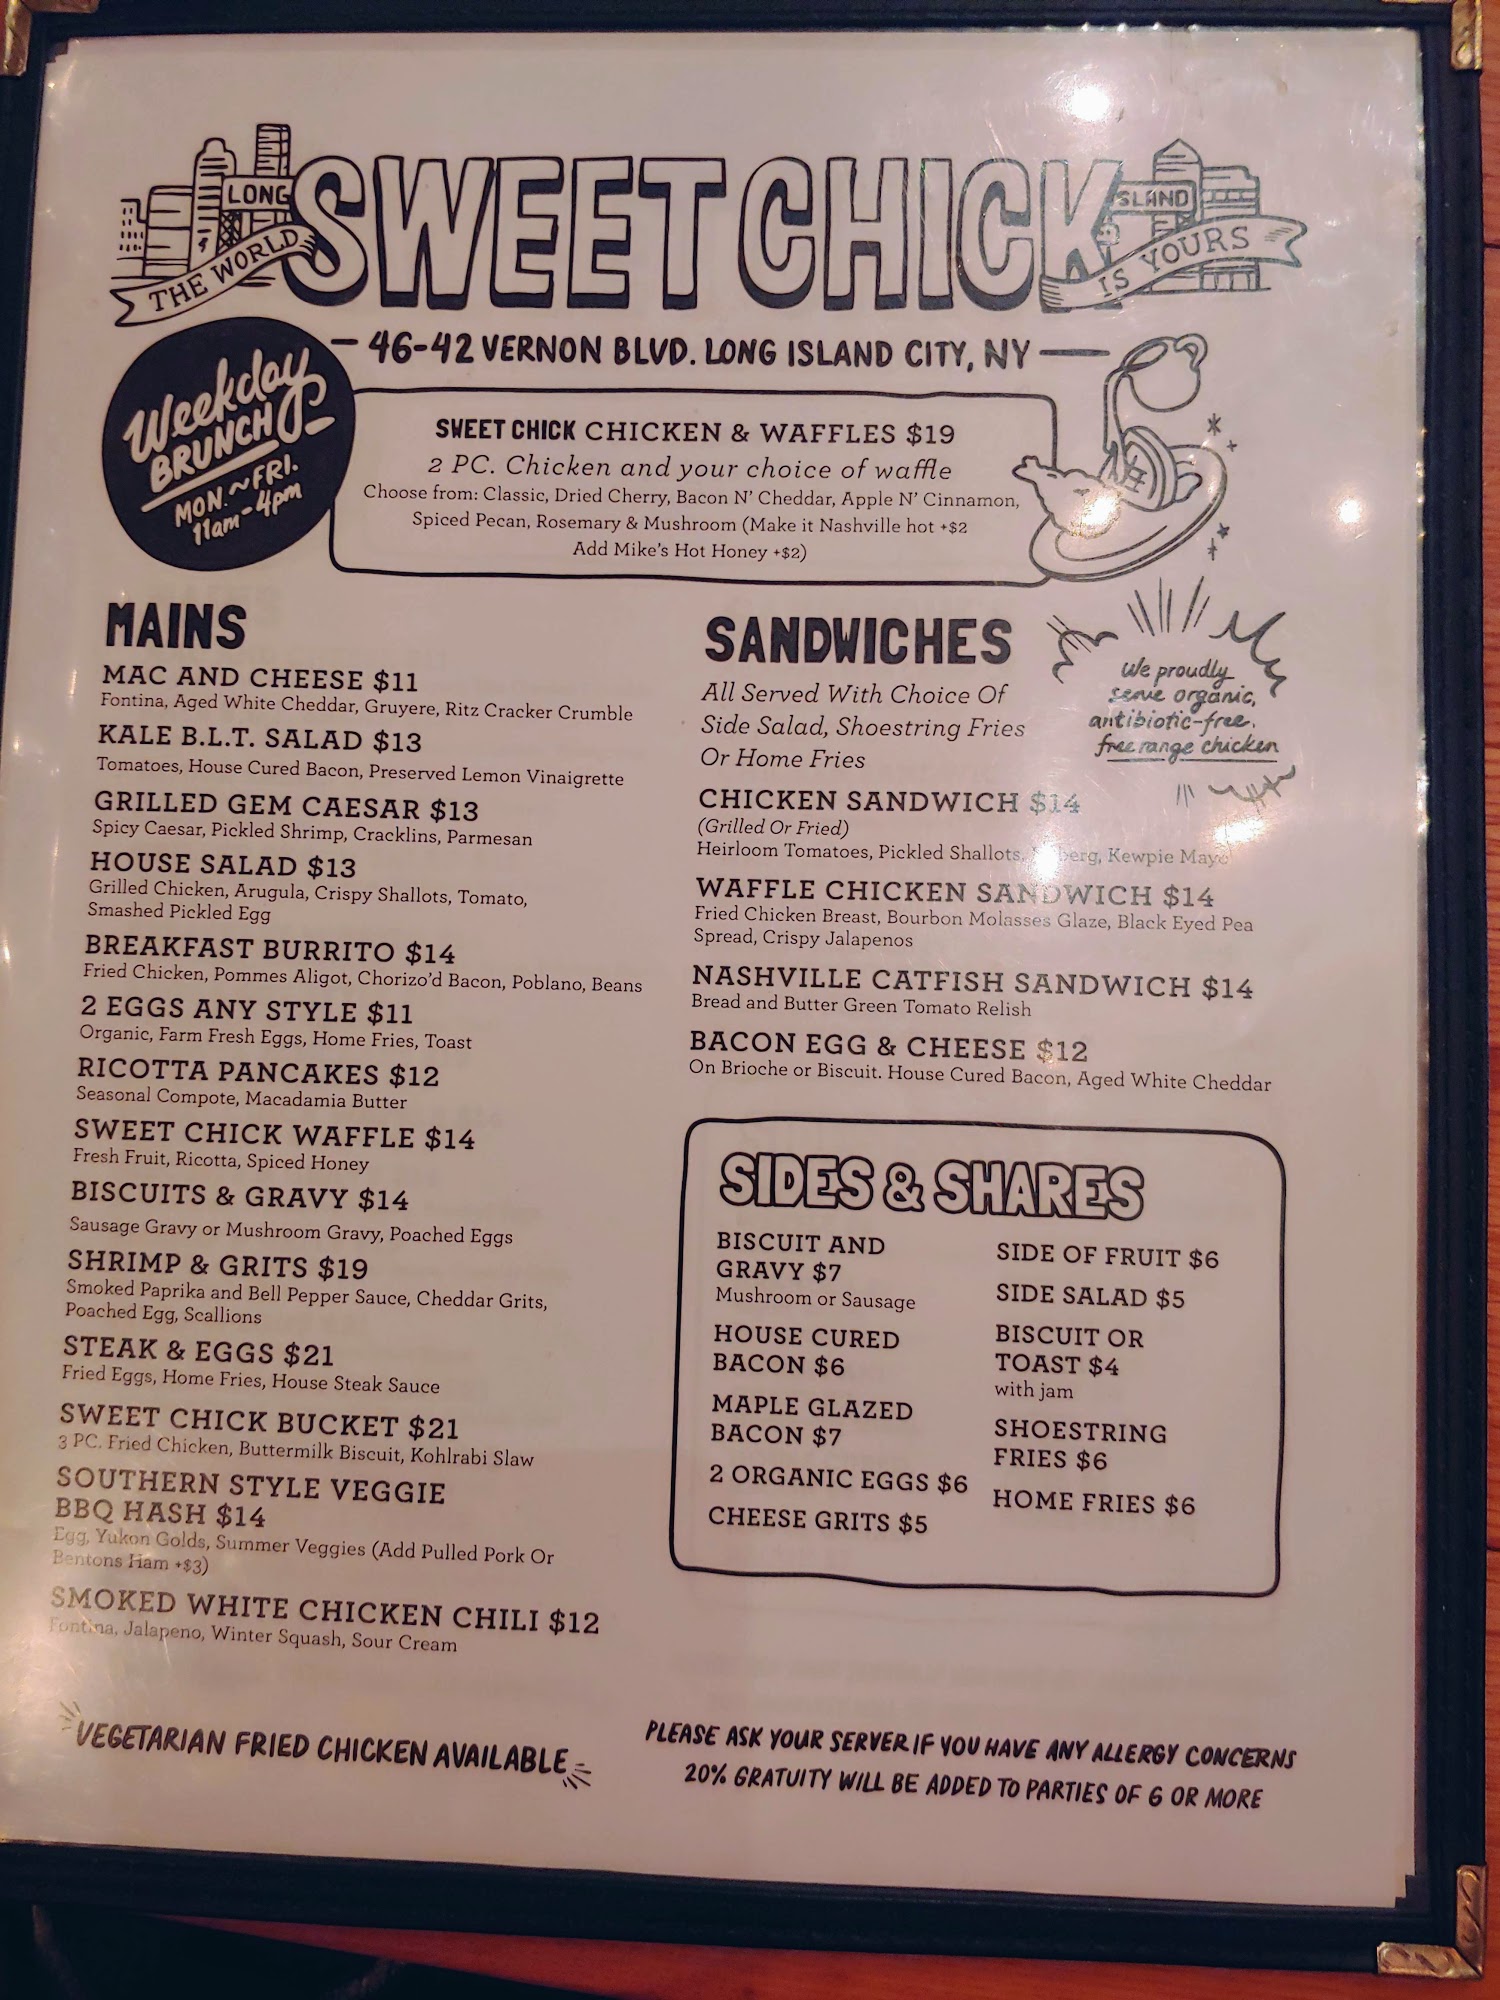 LONG
SWEET CHICK
SLAND
THE WORLD
IS YOURS
46-42 VERNON BLVD. LONG ISLAND CITY, NY
Weekday
BRUNCH
MON. ~ FRI.
11am - 4pm
SWEET CHICK CHICKEN & WAFFLES $19
2 PC. Chicken and your choice of waffle
Choose from: Classic, Dried Cherry, Bacon N' Cheddar, Apple N' Cinnamon,
Spiced Pecan, Rosemary & Mushroom (Make it Nashville hot +$2
Add Mike's Hot Honey +$2)
MAINS
MAC AND CHEESE $11
Fontina, Aged White Cheddar, Gruyere, Ritz Cracker Crumble
KALE B.L.T. SALAD $13
Tomatoes, House Cured Bacon, Preserved Lemon Vinaigrette
GRILLED GEM CAESAR $13
Spicy Caesar, Pickled Shrimp, Cracklins, Parmesan
HOUSE SALAD $13
Grilled Chicken, Arugula, Crispy Shallots, Tomato,
Smashed Pickled Egg
BREAKFAST BURRITO $14
Fried Chicken, Pommes Aligot, Chorizo'd Bacon, Poblano, Beans
2 EGGS ANY STYLE $11
Organic, Farm Fresh Eggs, Home Fries, Toast
RICOTTA PANCAKES $12
Seasonal Compote, Macadamia Butter
SWEET CHICK WAFFLE $14
Fresh Fruit, Ricotta, Spiced Honey
BISCUITS & GRAVY $14
Sausage Gravy or Mushroom Gravy, Poached Eggs
SHRIMP & GRITS $19
Smoked Paprika and Bell Pepper Sauce, Cheddar Grits,
Poached Egg, Scallions
STEAK & EGGS $21
Fried Eggs, Home Fries, House Steak Sauce
SWEET CHICK BUCKET $21
3 PC. Fried Chicken, Buttermilk Biscuit, Kohlrabi Slaw
SOUTHERN STYLE VEGGIE
BBQ HASH $14
Egg, Yukon Golds, Summer Veggies (Add Pulled Pork Or
Bentons Ham +$3)
SMOKED WHITE CHICKEN CHILI $12
Fontina, Jalapeno, Winter Squash, Sour Cream
VEGETARIAN FRIED CHICKEN AVAILABLE
SANDWICHES
All Served With Choice Of
Side Salad, Shoestring Fries
Or Home Fries
We proudly
serve organic,
antibiotic-free.
free range chicken
CHICKEN SANDWICH $14
(Grilled Or Fried)
Heirloom Tomatoes, Pickled Shallots, Kewpie Mayo
WAFFLE CHICKEN SANDWICH $14
Fried Chicken Breast, Bourbon Molasses Glaze, Black Eyed Pea
Spread, Crispy Jalapenos
NASHVILLE CATFISH SANDWICH $14
Bread and Butter Green Tomato Relish
BACON EGG & CHEESE $12
On Brioche or Biscuit. House Cured Bacon, Aged White Cheddar
SIDES & SHARES
BISCUIT AND
GRAVY $7
Mushroom or Sausage
HOUSE CURED
BACON $6
MAPLE GLAZED
BACON $7
2 ORGANIC EGGS $6
CHEESE GRITS $5
SIDE OF FRUIT $6
SIDE SALAD $5
BISCUIT OR
TOAST $4
with jam
SHOESTRING
FRIES $6
HOME FRIES $6
PLEASE ASK YOUR SERVER IF YOU HAVE ANY ALLERGY CONCERNS
20% GRATUITY WILL BE ADDED TO PARTIES OF 6 OR MORE